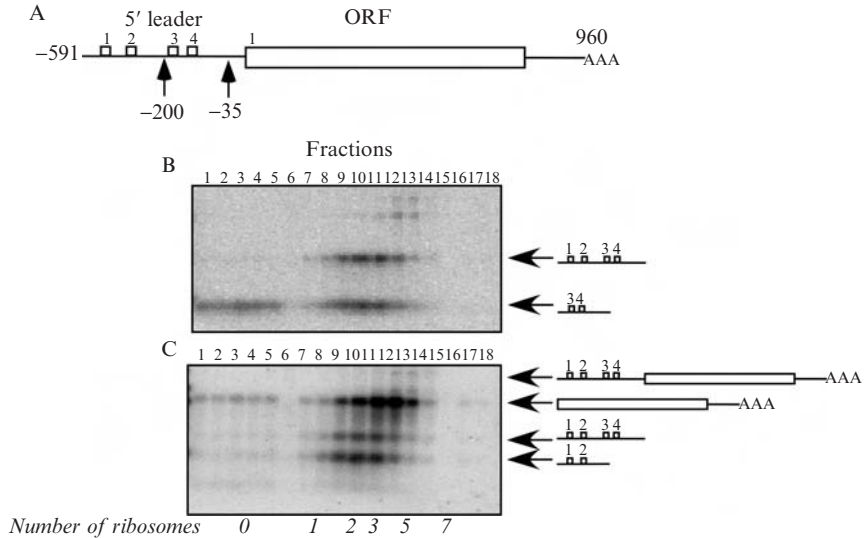 A
5′ leader
ORF
1 2 3 4
1
960
−591
AAA
−200
−35
Fractions
B
1 2 3 4 5 6 7 8 9 10 11 12 13 14 15 16 17 18
1 2 3 4
34
C
1 2 3 4 5 6 7 8 9 10 11 12 13 14 15 16 17 18
1 2 3 4
AAA
AAA
1 2 3 4
1 2
Number of ribosomes 0 1 2 3 5 7